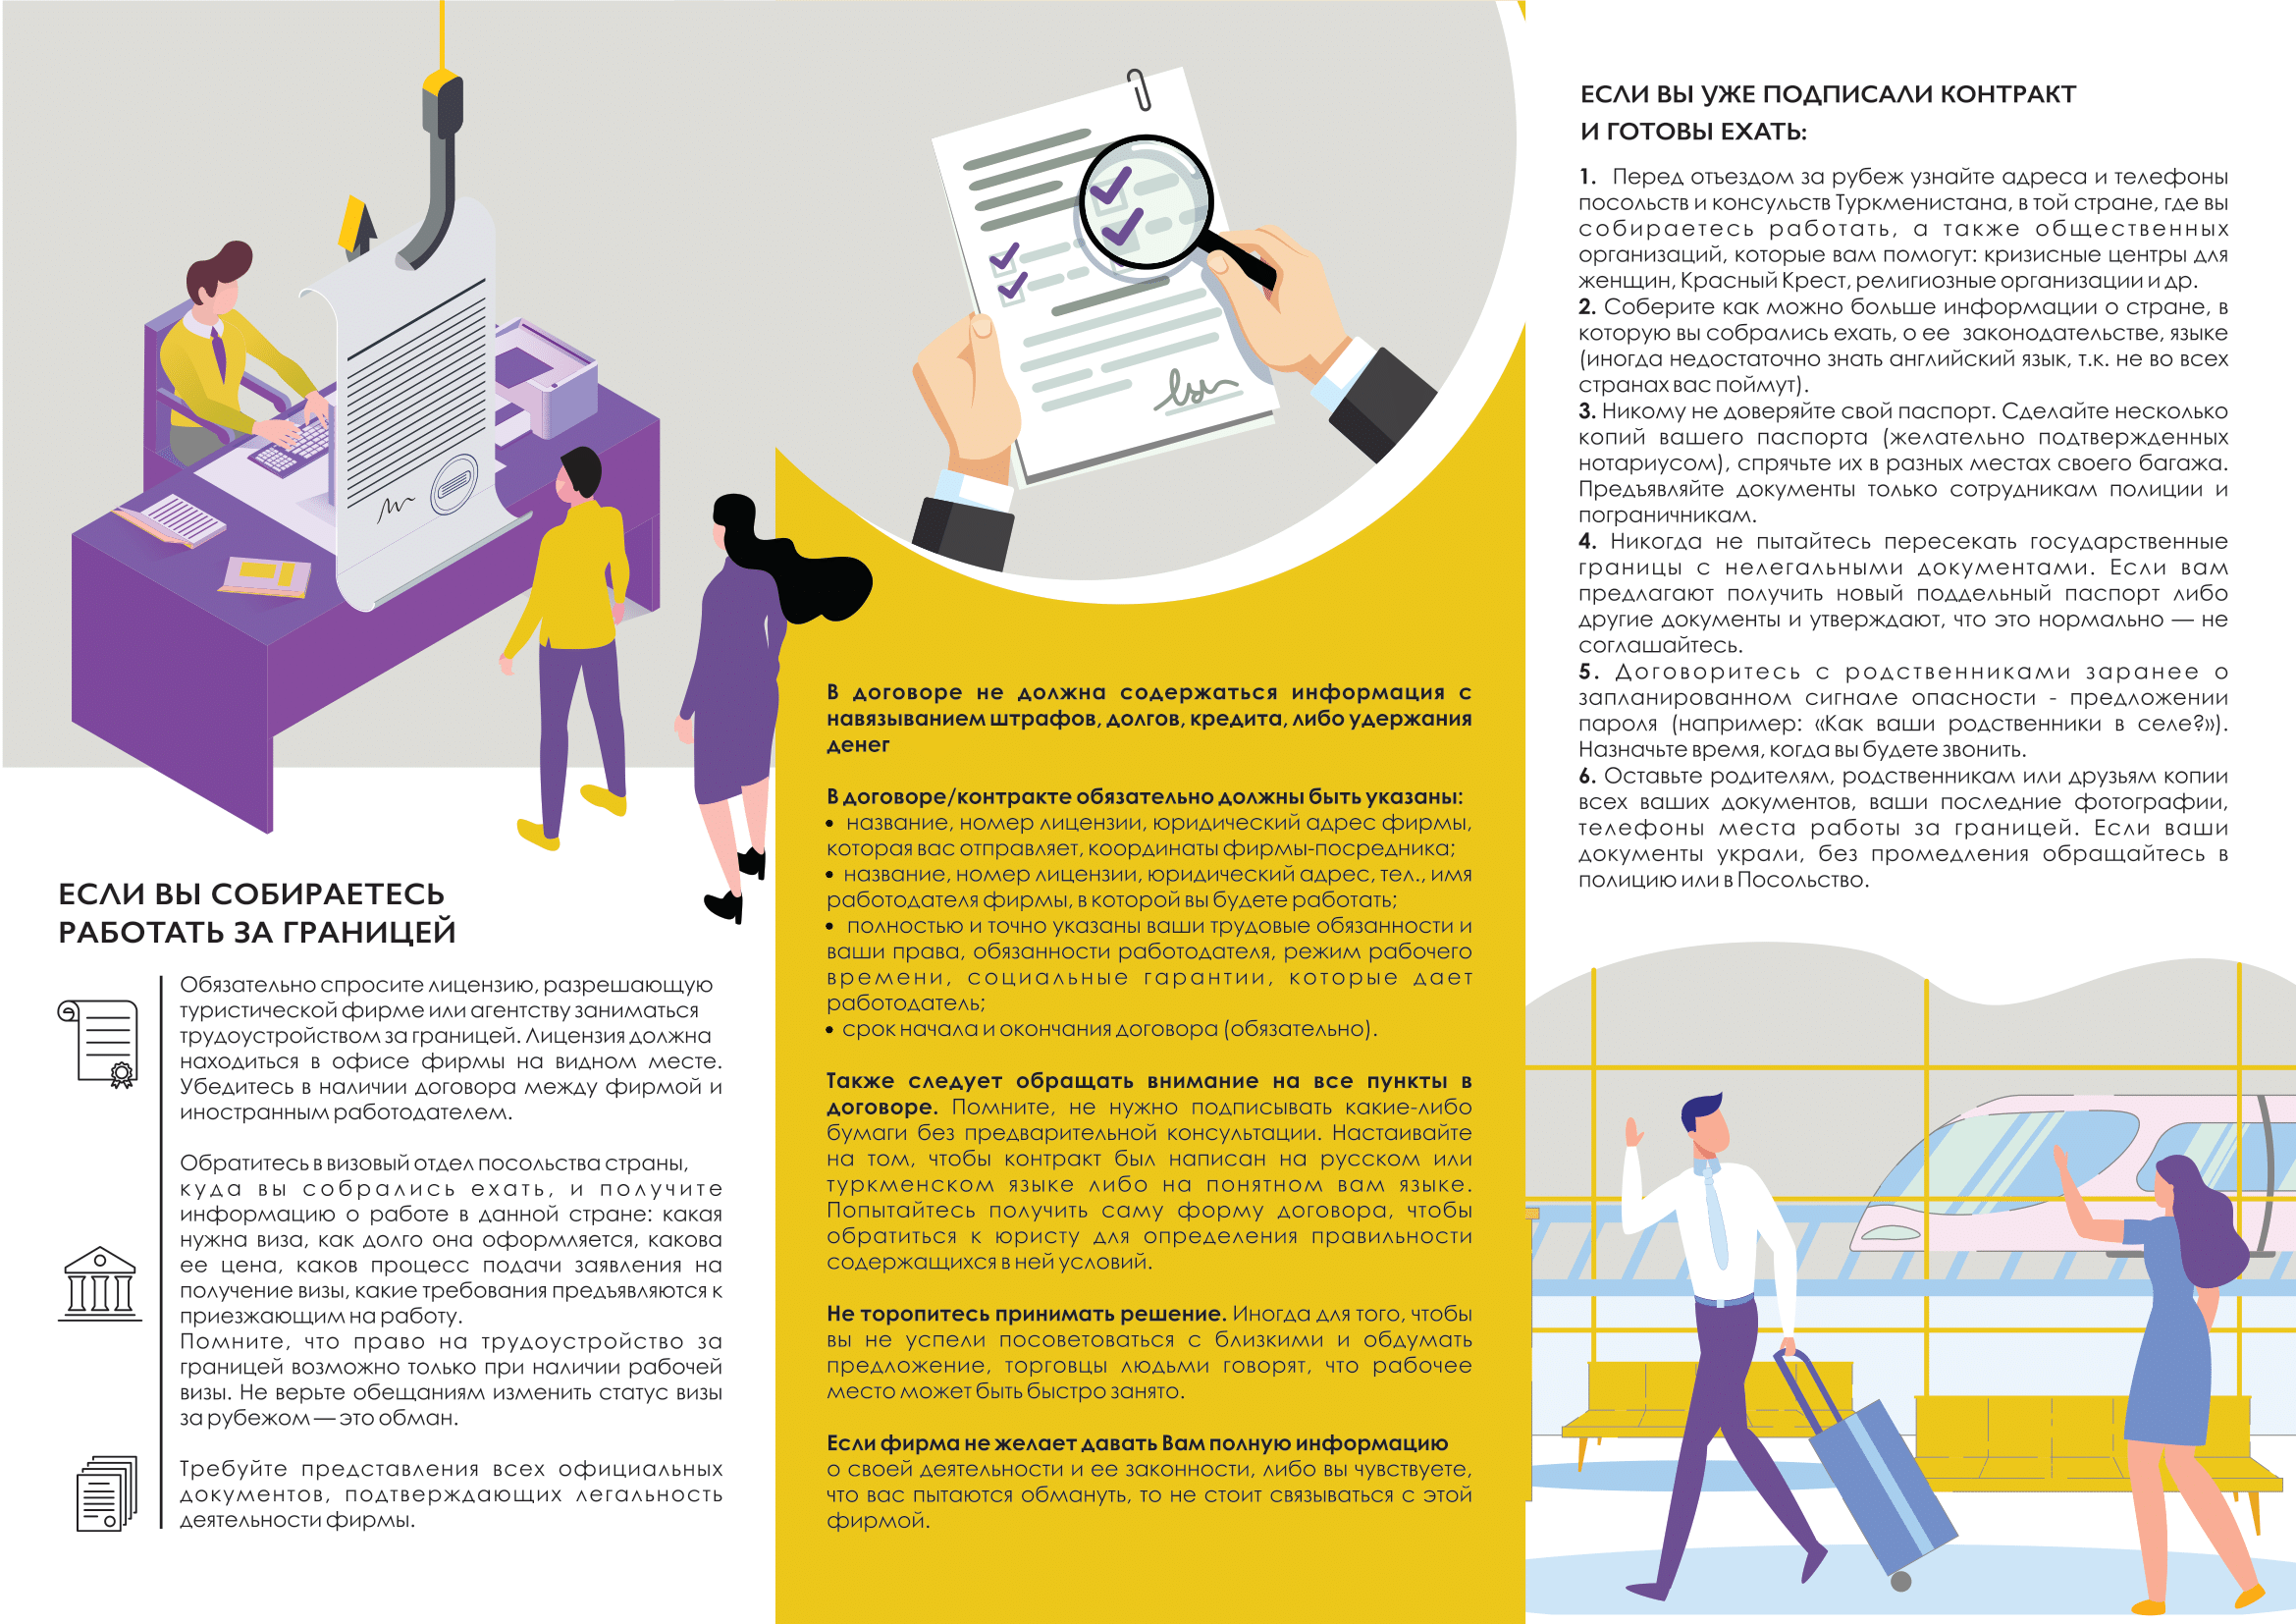 ЕСЛИ ВЫ СОБИРАЕТЕСЬ
РАБОТАТЬ ЗА ГРАНИЦЕЙ
Обязательно спросите лицензию, разрешающую
туристической фирме или агентству заниматься
трудоустройством за границей. Лицензия должна
находиться в офисе фирмы на видном месте.
Убедитесь в наличии договора между фирмой и
иностранным работодателем.
Обратитесь в визовый отдел посольства страны,
куда вы собрались ехать, и получите
информацию о работе в данной стране: какая
нужна виза, как долго она оформляется, какова
ее цена, каков процесс подачи заявления на
получение визы, какие требования предъявляются к
приезжающим на работу.
Помните, что право на трудоустройство за
границей возможно только при наличии рабочей
визы. Не верьте обещаниям изменить статус визы
за рубежом — это обман.
Требуйте представления всех официальных
документов, подтверждающих легальность
деятельности фирмы.
В договоре не должна содержаться информация с
навязыванием штрафов, долгов, кредита, либо удержания
денег
В договоре/контракте обязательно должны быть указаны:
• название, номер лицензии, юридический адрес фирмы,
которая вас отправляет, координаты фирмы-посредника;
• название, номер лицензии, юридический адрес, тел., имя
работодателя фирмы, в которой вы будете работать;
• полностью и точно указаны ваши трудовые обязанности и
ваши права, обязанности работодателя, режим рабочего
времени, социальные гарантии, которые дает
работодатель;
• срок начала и окончания договора (обязательно).
Также следует обращать внимание на все пункты в
договоре. Помните, не нужно подписывать какие-либо
бумаги без предварительной консультации. Настаивайте
на том, чтобы контракт был написан на русском или
туркменском языке либо на понятном вам языке.
Попытайтесь получить саму форму договора, чтобы
обратиться к юристу для определения правильности
содержащихся в ней условий.
Не торопитесь принимать решение. Иногда для того, чтобы
вы не успели посоветоваться с близкими и обдумать
предложение, торговцы людьми говорят, что рабочее
место может быть быстро занято.
Если фирма не желает давать Вам полную информацию
о своей деятельности и ее законности, либо вы чувствуете,
что вас пытаются обмануть, то не стоит связываться с этой
фирмой.
ЕСЛИ ВЫ УЖЕ ПОДПИСАЛИ КОНТРАКТ
И ГОТОВЫ ЕХАТЬ:
1. Перед отъездом за рубеж узнайте адреса и телефоны
посольств и консульств Туркменистана, в той стране, где вы
собираетесь работать, а также общественных
организаций, которые вам помогут: кризисные центры для
женщин, Красный Крест, религиозные организации и др.
2. Соберите как можно больше информации о стране, в
которую вы собрались ехать, о ее законодательстве, языке
(иногда недостаточно знать английский язык, т.к. не во всех
странах вас поймут).
3. Никому не доверяйте свой паспорт. Сделайте несколько
копий вашего паспорта (желательно подтвержденных
нотариусом), спрячьте их в разных местах своего багажа.
Предъявляйте документы только сотрудникам полиции и
пограничникам.
4. Никогда не пытайтесь пересекать государственные
границы с нелегальными документами. Если вам
предлагают получить новый поддельный паспорт либо
другие документы и утверждают, что это нормально — не
соглашайтесь.
5. Договоритесь с родственниками заранее о
запланированном сигнале опасности - предложении
пароля (например: «Как ваши родственники в селе?»).
Назначьте время, когда вы будете звонить.
6. Оставьте родителям, родственникам или друзьям копии
всех ваших документов, ваши последние фотографии,
телефоны места работы за границей. Если ваши
документы украли, без промедления обращайтесь в
полицию или в Посольство.